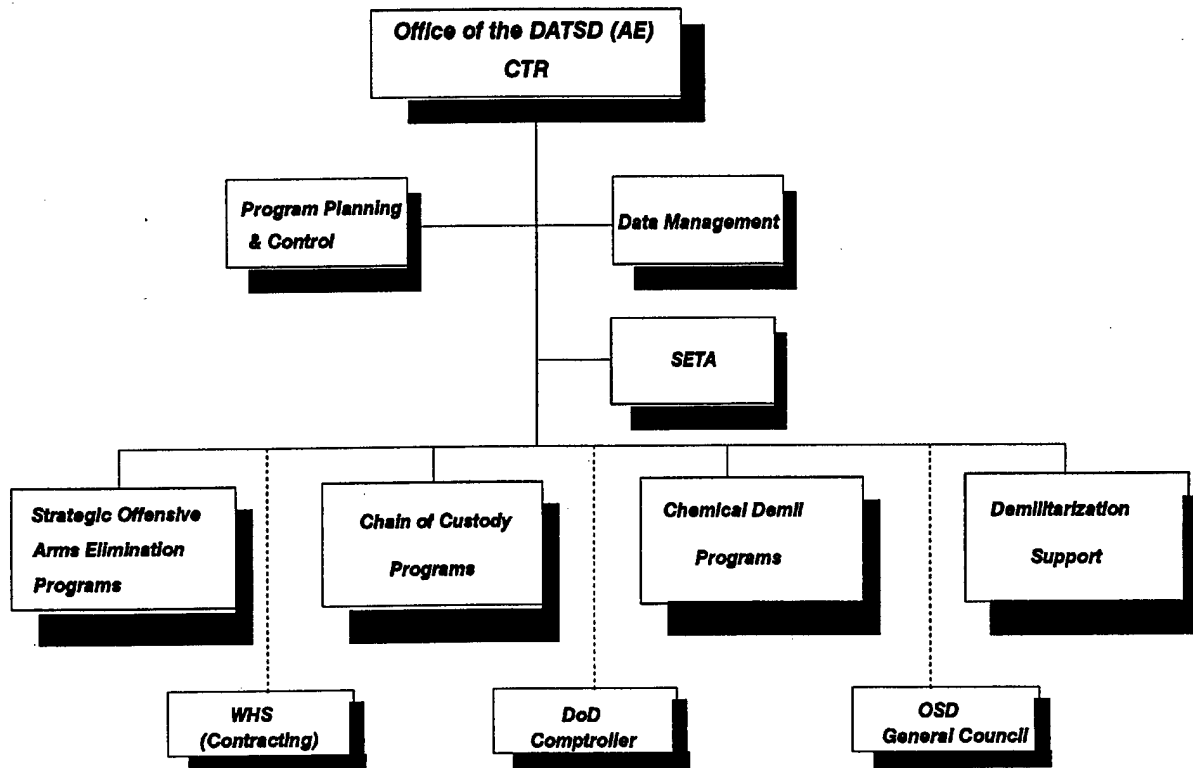 Office of the DATSD (AE)
CTR
Program Planning
& Control
Data Management
SETA
Strategic Offensive
Arms Elimination
Programs
Chain of Custody
Programs
Chemical Demil
Programs
Demilitarization
Support
WHS
(Contracting)
DoD
Comptroller
OSD
General Council